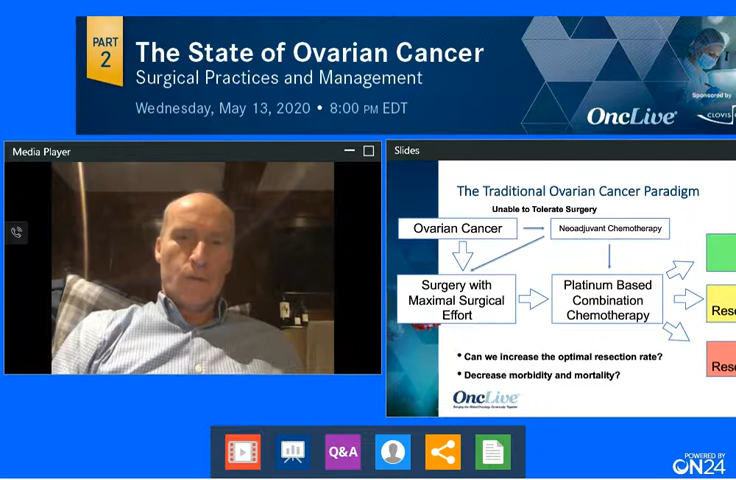 PART
2
The State of Ovarian Cancer
Surgical Practices and Management
Wednesday, May 13, 2020 • 8:00 PM EDT
Sponsored by
OncLive®
CLOVIS
Media Player
Slides
The Traditional Ovarian Cancer Paradigm
Unable to Tolerate Surgery
Ovarian Cancer
Neoadjuvant Chemotherapy
Surgery with
Maximal Surgical
Effort
Platinum Based
Combination
Chemotherapy
Rese
Rese
• Can we increase the optimal resection rate?
• Decrease morbidity and mortality?
OncLive®
Q&A
POWERED BY
ON24